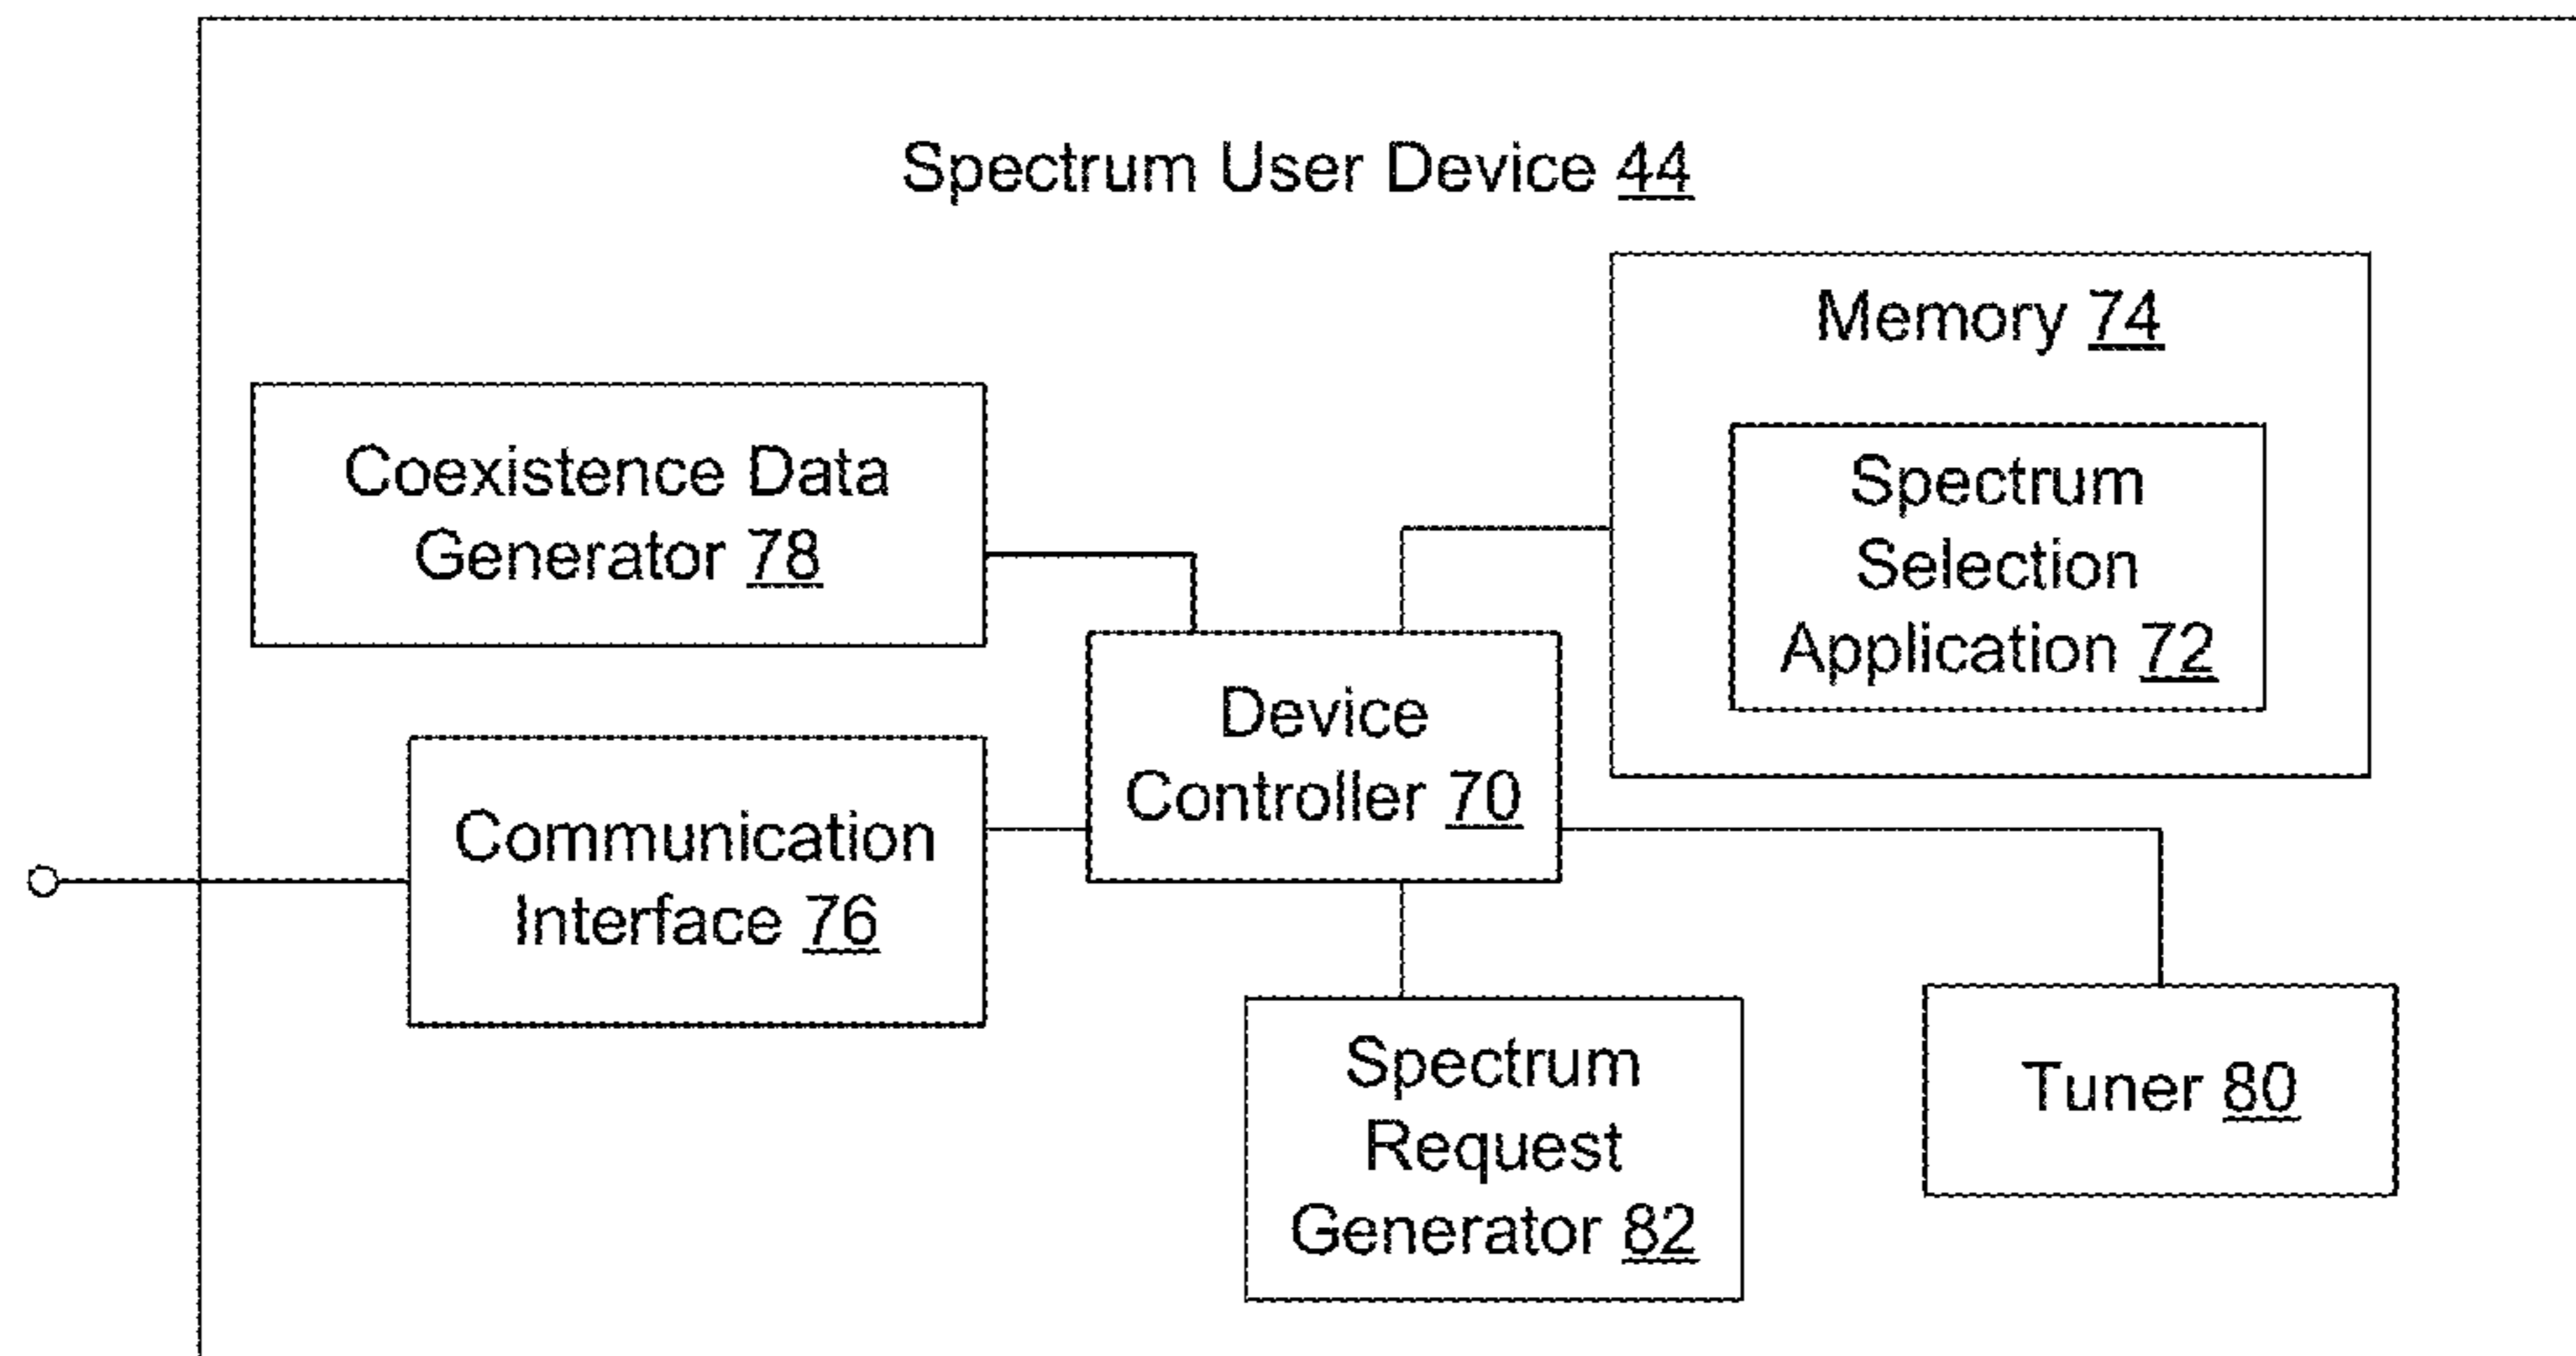 Spectrum User Device 44
Memory 74
Spectrum
Selection
Application 72
Coexistence Data
Generator 78
Device
Controller 70
Communication
Interface 76
Spectrum
Request
Generator 82
Tuner 80